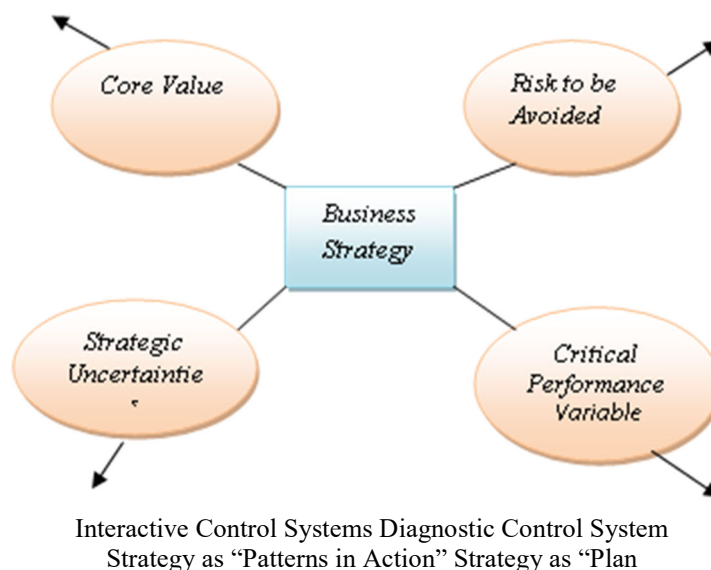 Core Value
Risk to be
Avoided
Business
Strategy
Strategic
Uncertaintie
Critical
Performance
Variable
Interactive Control Systems Diagnostic Control System
Strategy as “Patterns in Action” Strategy as “Plan